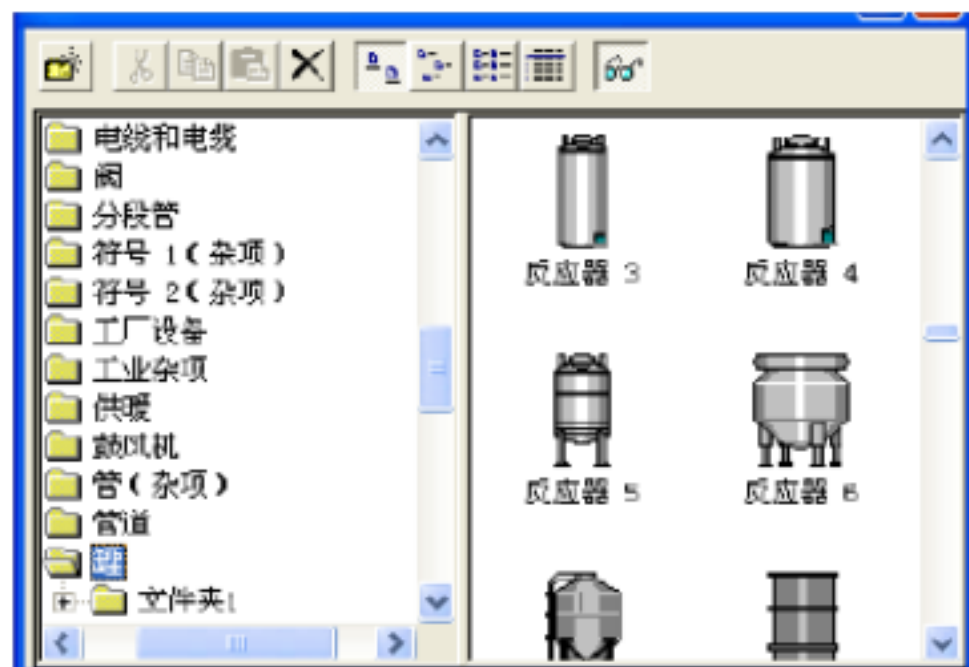 电线和电缆
阀
分段管
符号 1(杂项)
符号 2(杂项)
工厂设备
工业杂项
供暖
鼓风机
管(杂项)
管道
罐
文件夹1
反应器 3
反应器 4
反应器 5
反应器 6